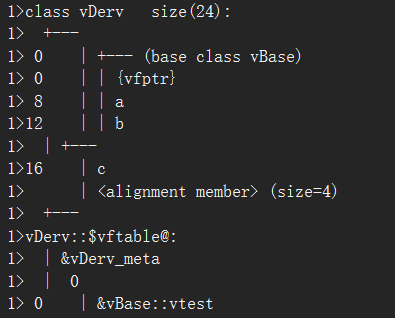 1>class vDerv   size(24):
1>  +---
1> 0    | +--- (base class vBase)
1> 0    | | {vfptr}
1> 8    | | a
1>12    | | b
1>  | +---
1>16    | c
1>      | <alignment member> (size=4)
1>  +---
1>vDerv::$vftable@:
1>  | &vDerv_meta
1>  |  0
1> 0    | &vBase::vtest